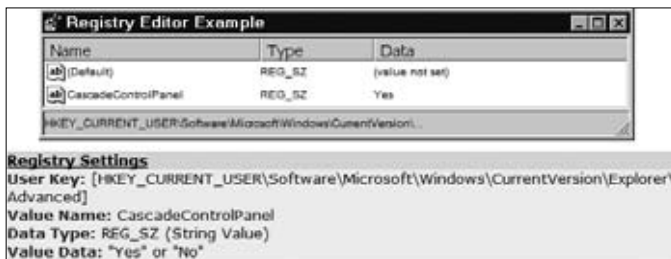 Registry Editor Example
Name Type Data
ab (Default) REG_SZ (value not set)
ab CascadeControlPanel REG_SZ Yes
HKEY_CURRENT_USER\Software\Microsoft\Windows\CurrentVersion\...
Registry Settings
User Key: [HKEY_CURRENT_USER\Software\Microsoft\Windows\CurrentVersion\Explorer\
Advanced]
Value Name: CascadeControlPanel
Data Type: REG_SZ (String Value)
Value Data: "Yes" or "No"